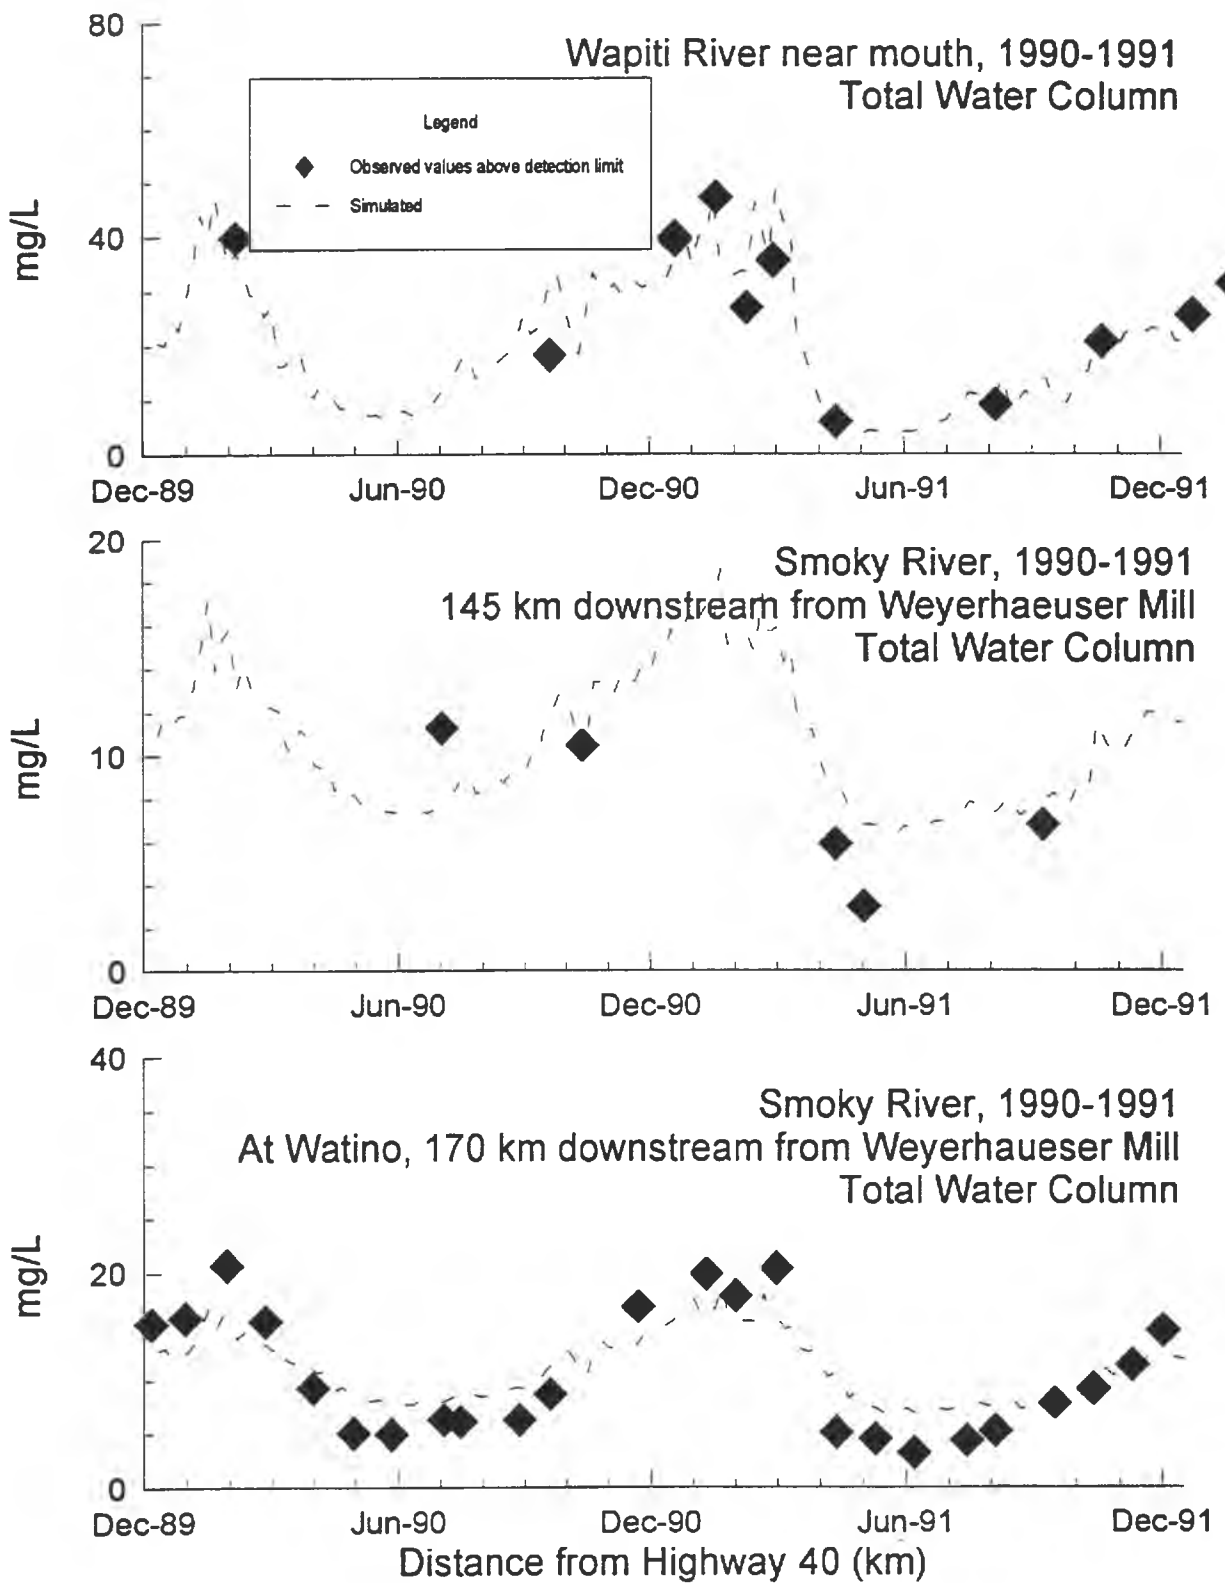 80
Wapiti River near mouth, 1990-1991
Total Water Column
Legend
Observed values above detection limit
Simulated
mg/L
40
0
Dec-89 Jun-90 Dec-90 Jun-91 Dec-91
20
Smoky River, 1990-1991
145 km downstream from Weyerhaeuser Mill
Total Water Column
mg/L
10
0
Dec-89 Jun-90 Dec-90 Jun-91 Dec-91
40
Smoky River, 1990-1991
At Watino, 170 km downstream from Weyerhaueser Mill
Total Water Column
mg/L
20
0
Dec-89 Jun-90 Dec-90 Jun-91 Dec-91
Distance from Highway 40 (km)